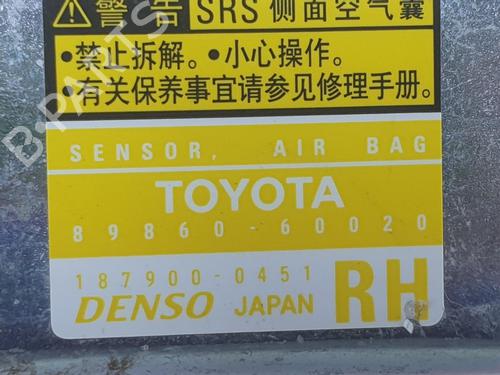 警告 SRS 侧面空气囊
•禁止拆解。•小心操作。
•有关保养事宜请参见修理手册。
SENSOR, AIR BAG
TOYOTA
89860-60020
187900-0451
DENSO JAPAN RH
B-PARTS